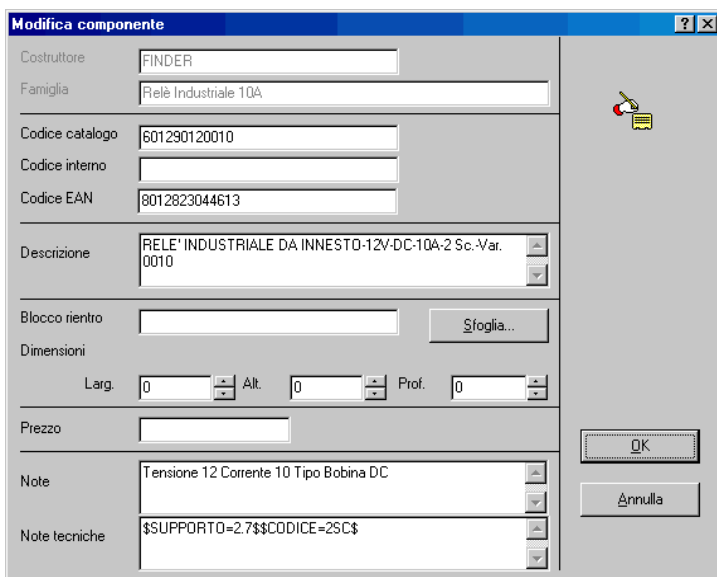 Modifica componente
Costruttore FINDER
Famiglia Relè Industriale 10A
Codice catalogo 601290120010
Codice interno
Codice EAN 8012823044613
Descrizione RELE' INDUSTRIALE DA INNESTO-12V-DC-10A-2 Sc.-Var.
0010
Blocco rientro Sfoglia...
Dimensioni
Larg. 0 Alt. 0 Prof. 0
Prezzo
OK
Note Tensione 12 Corrente 10 Tipo Bobina DC
Annulla
Note tecniche $SUPPORTO=2.7$$CODICE=2SC$